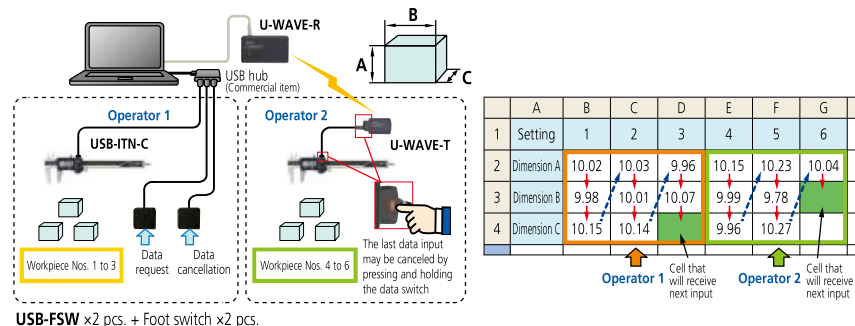 U-WAVE-R
USB hub
(Commercial item)
B
A
C
Operator 1
USB-ITN-C
Data
request
Data
cancellation
Workpiece Nos. 1 to 3
Operator 2
U-WAVE-T
The last data input
may be canceled by
pressing and holding
the data switch
Workpiece Nos. 4 to 6
USB-FSW ×2 pcs. + Foot switch ×2 pcs.
A B C D E F G
1 Setting 1 2 3 4 5 6
2 Dimension A 10.02 10.03 9.96 10.15 10.23 10.04
3 Dimension B 9.98 10.01 10.07 9.99 9.78
4 Dimension C 10.15 10.14 9.96 10.27
Operator 1
Cell that
will receive
next input
Operator 2
Cell that
will receive
next input